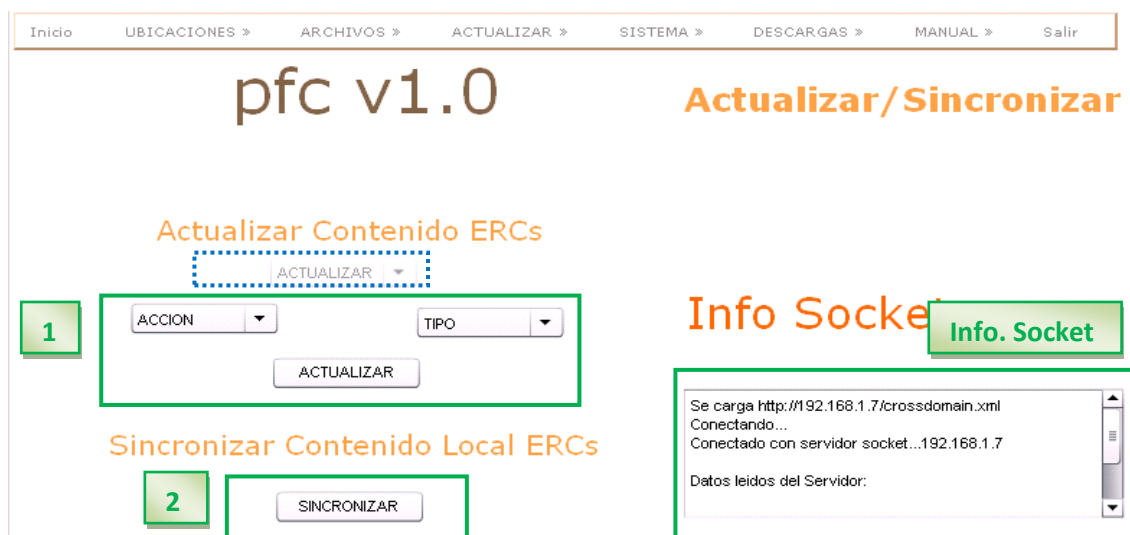 Inicio UBICACIONES » ARCHIVOS » ACTUALIZAR » SISTEMA » DESCARGAS » MANUAL » Salir
pfc v1.0
Actualizar/Sincronizar
Actualizar Contenido ERCs
ACTUALIZAR
1
ACCION
TIPO
ACTUALIZAR
Info Socket
Info. Socket
Se carga http://192.168.1.7/crossdomain.xml
Conectando...
Conectado con servidor socket...192.168.1.7
Datos leidos del Servidor:
Sincronizar Contenido Local ERCs
2
SINCRONIZAR